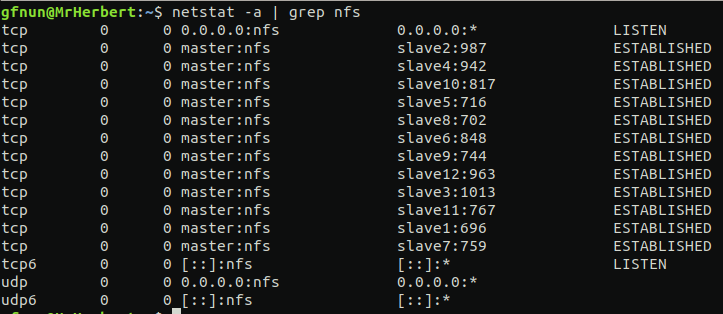 gfnun@MrHerbert:~$ netstat -a | grep nfs
tcp 0 0 0.0.0.0:nfs 0.0.0.0:* LISTEN
tcp 0 0 master:nfs slave2:987 ESTABLISHED
tcp 0 0 master:nfs slave4:942 ESTABLISHED
tcp 0 0 master:nfs slave10:817 ESTABLISHED
tcp 0 0 master:nfs slave5:716 ESTABLISHED
tcp 0 0 master:nfs slave8:702 ESTABLISHED
tcp 0 0 master:nfs slave6:848 ESTABLISHED
tcp 0 0 master:nfs slave9:744 ESTABLISHED
tcp 0 0 master:nfs slave12:963 ESTABLISHED
tcp 0 0 master:nfs slave3:1013 ESTABLISHED
tcp 0 0 master:nfs slave11:767 ESTABLISHED
tcp 0 0 master:nfs slave1:696 ESTABLISHED
tcp 0 0 master:nfs slave7:759 ESTABLISHED
tcp6 0 0 [::]:nfs [::]:* LISTEN
udp 0 0 0.0.0.0:nfs 0.0.0.0:*
udp6 0 0 [::]:nfs [::]:*
gfnun@MrHerbert:~$